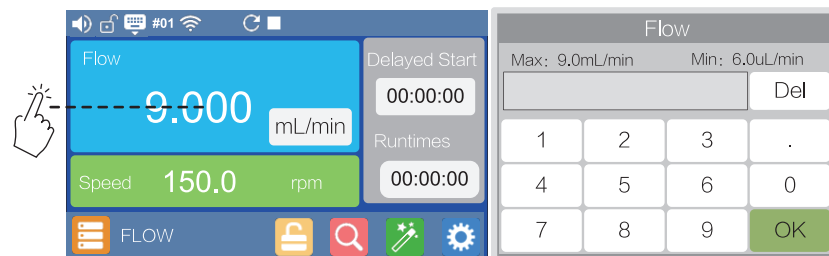 #01
Flow
9.000
mL/min
Speed 150.0 rpm
Delayed Start
00:00:00
Runtimes
00:00:00
FLOW
Flow
Max: 9.0mL/min Min: 6.0uL/min
Del
1 2 3 .
4 5 6 0
7 8 9 OK